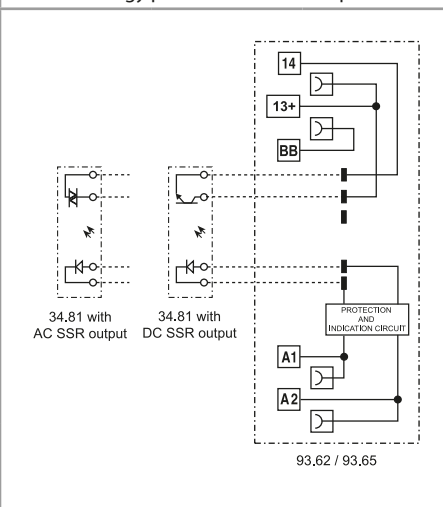 14
13+
BB
34.81 with
AC SSR output
34.81 with
DC SSR output
PROTECTION
AND
INDICATION CIRCUIT
A1
A2
93.62 / 93.65